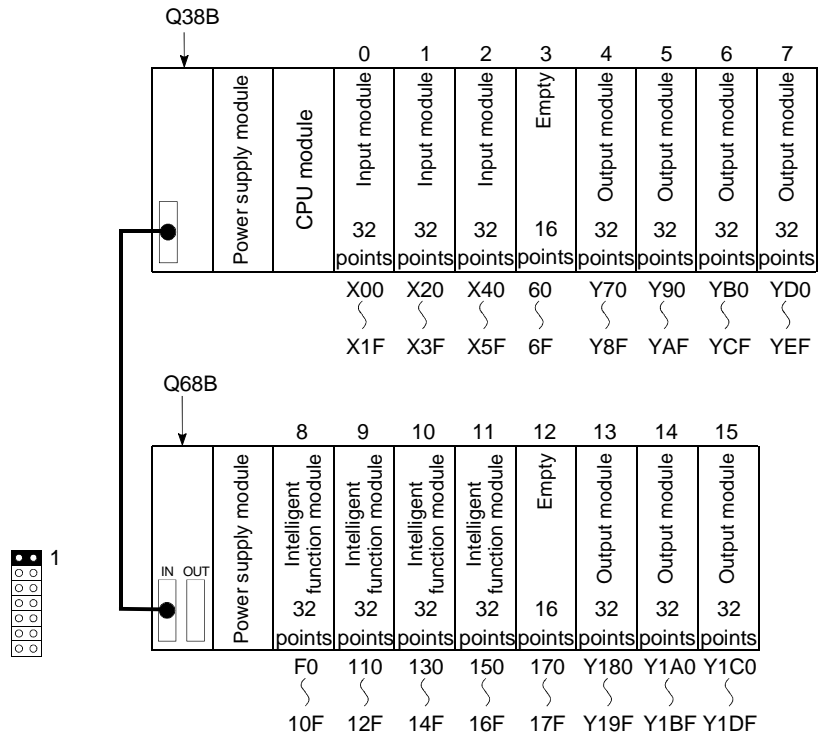 Q38B
0 1 2 3 4 5 6 7
Power supply module
CPU module
Input module
Input module
Input module
Empty
Output module
Output module
Output module
Output module
32 32 32 16 32 32 32 32
points points points points points points points points
X00 X20 X40 60 Y70 Y90 YB0 YD0
X1F X3F X5F 6F Y8F YAF YCF YEF
Q68B
8 9 10 11 12 13 14 15
1
IN OUT
Power supply module
Intelligent
function module
Intelligent
function module
Intelligent
function module
Intelligent
function module
Empty
Output module
Output module
Output module
32 32 32 32 16 32 32 32
points points points points points points points points
F0 110 130 150 170 Y180 Y1A0 Y1C0
10F 12F 14F 16F 17F Y19F Y1BF Y1DF